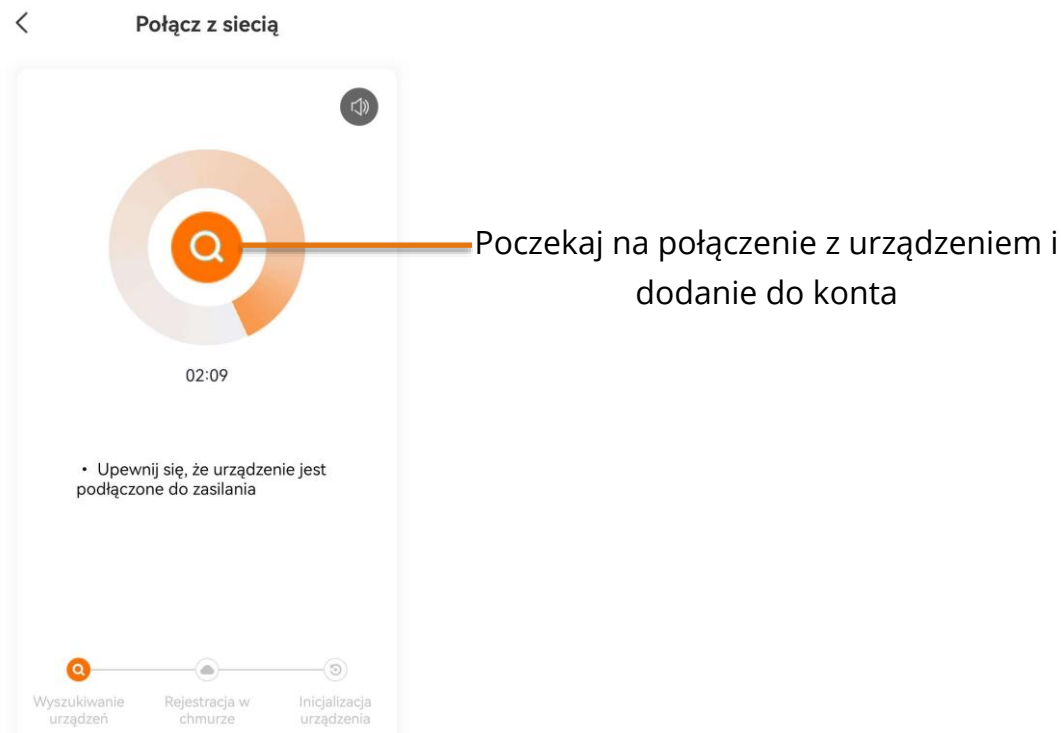 Połącz z siecią
Poczekaj na połączenie z urządzeniem i
dodanie do konta
02:09
• Upewnij się, że urządzenie jest
podłączone do zasilania
Wyszukiwanie
urządzeń
Rejestracja w
chmurze
Inicjalizacja
urządzenia